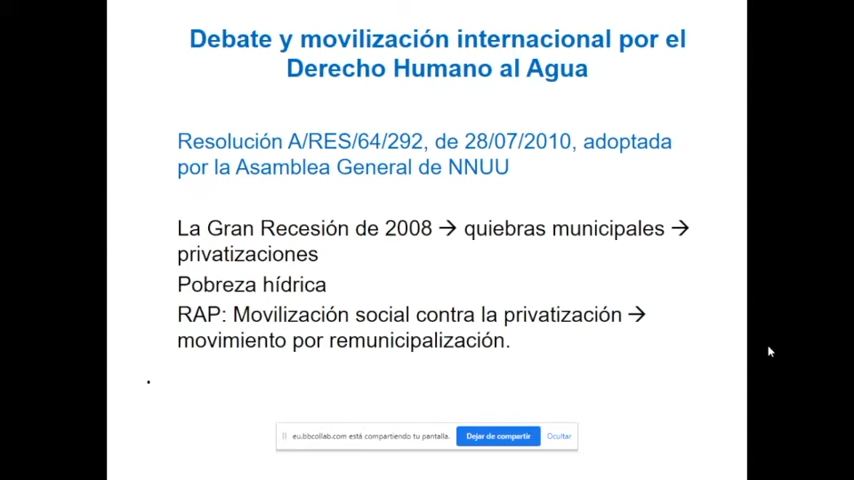 Debate y movilización internacional por el
Derecho Humano al Agua
Resolución A/RES/64/292, de 28/07/2010, adoptada
por la Asamblea General de NNUU
La Gran Recesión de 2008 → quiebras municipales →
privatizaciones
Pobreza hídrica
RAP: Movilización social contra la privatización →
movimiento por remunicipalización.
.
eu.bbcollab.com está compartiendo tu pantalla. Dejar de compartir Ocultar